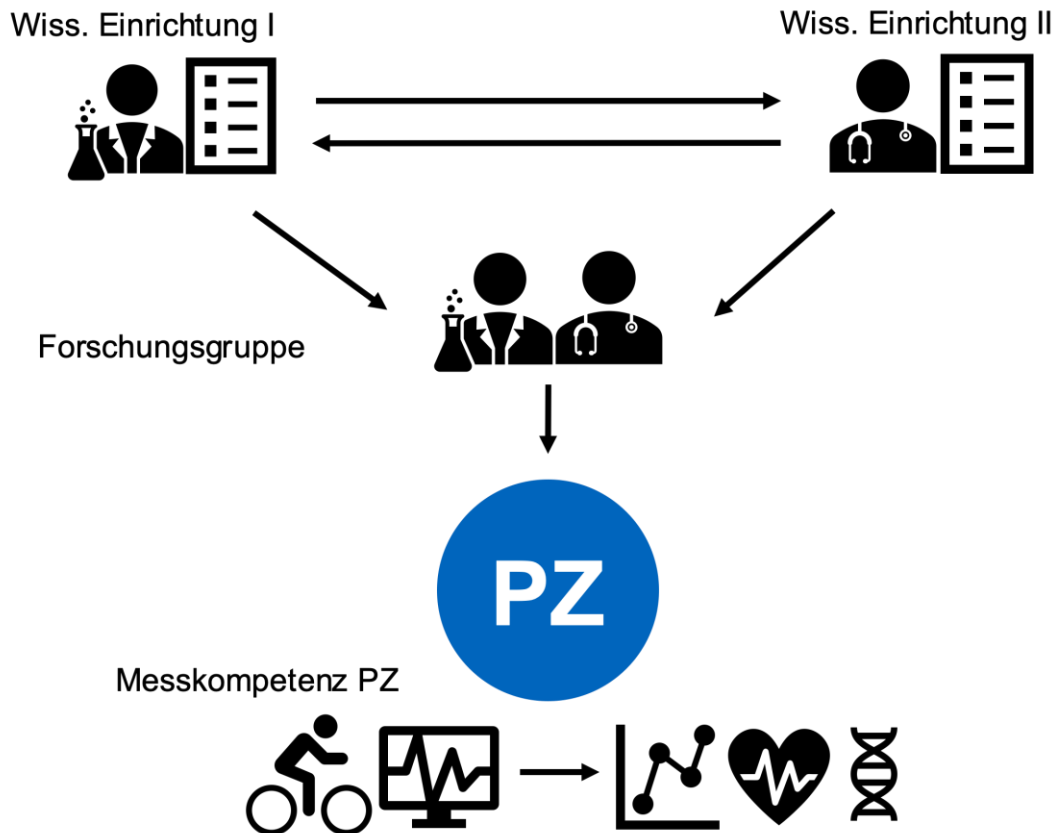 Wiss. Einrichtung I
Wiss. Einrichtung II
Forschungsgruppe
PZ
Messkompetenz PZ